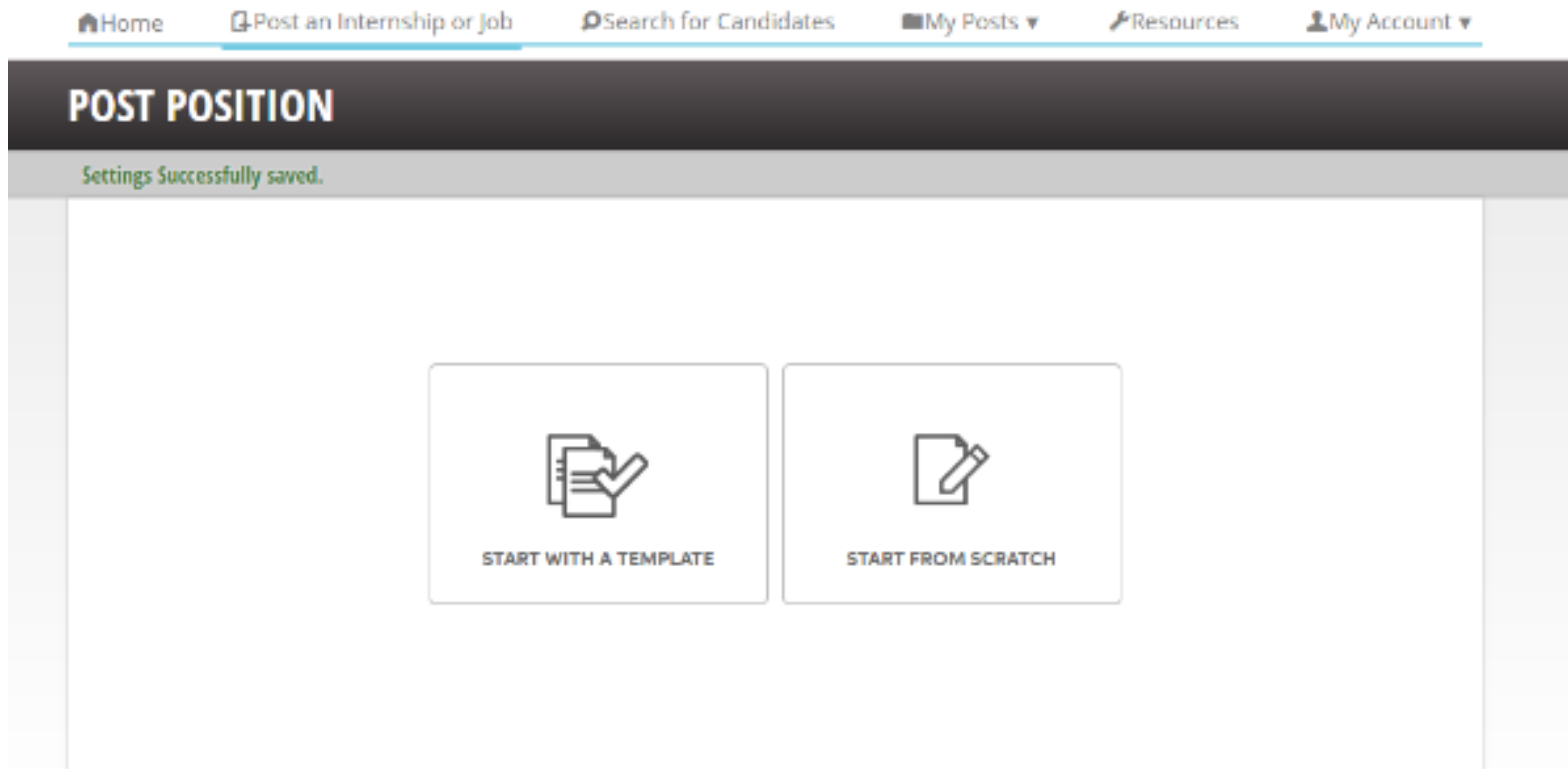 Home Post an Internship or Job Search for Candidates My Posts ▼ Resources My Account ▼
POST POSITION
Settings Successfully saved.
START WITH A TEMPLATE START FROM SCRATCH